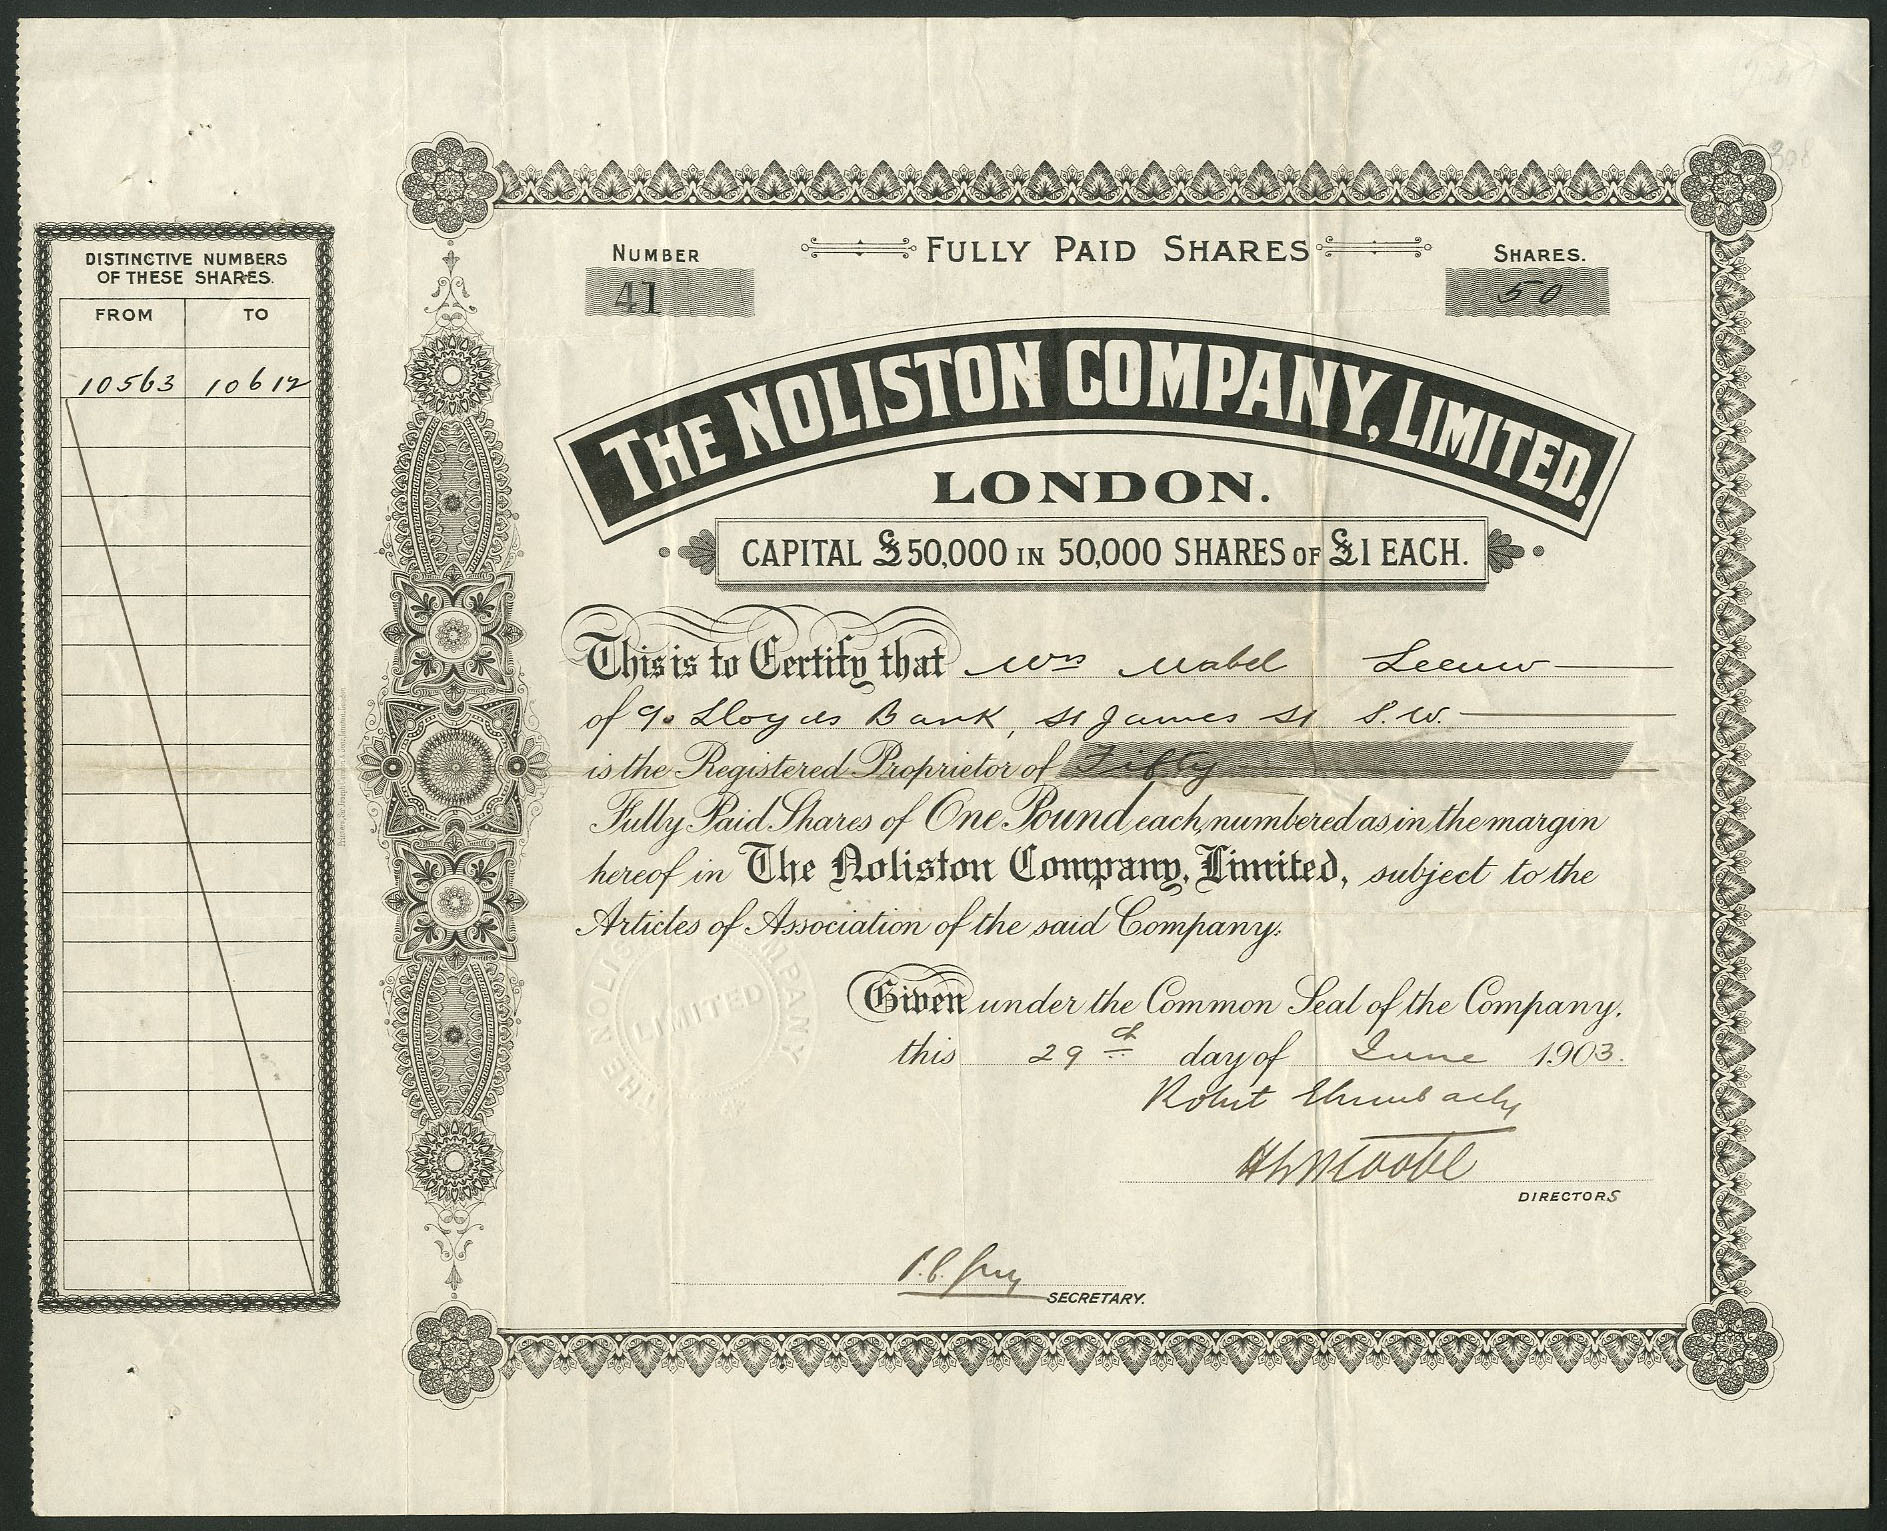 DISTINCTIVE NUMBERS
OF THESE SHARES.
FROM TO
10563 10612
NUMBER
41
FULLY PAID SHARES
SHARES.
50
THE NOLISTON COMPANY, LIMITED.
LONDON.
CAPITAL £50,000 IN 50,000 SHARES OF £1 EACH.
This is to Certify that Mrs Mabel Leeuw
of c/o Lloyds Bank, St James St S.W.
is the Registered Proprietor of Fifty
Fully Paid Shares of One Pound each, numbered as in the margin
hereof in The Noliston Company, Limited, subject to the
Articles of Association of the said Company.
THE NOLISTON COMPANY
LIMITED
Given under the Common Seal of the Company,
this 29th day of June 1903.
Robert
DIRECTORS
SECRETARY.
308